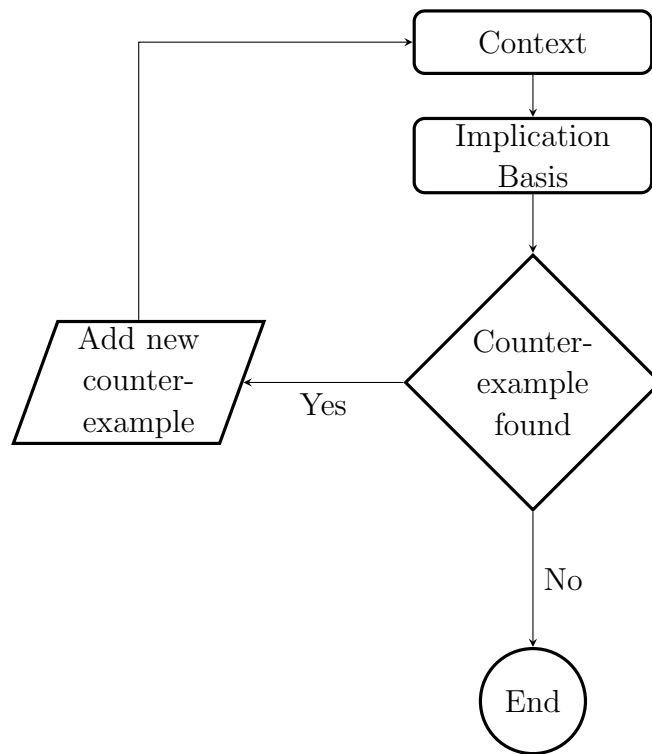 Context
Implication
Basis
Counter-
example
found
Add new
counter-
example
Yes
No
End